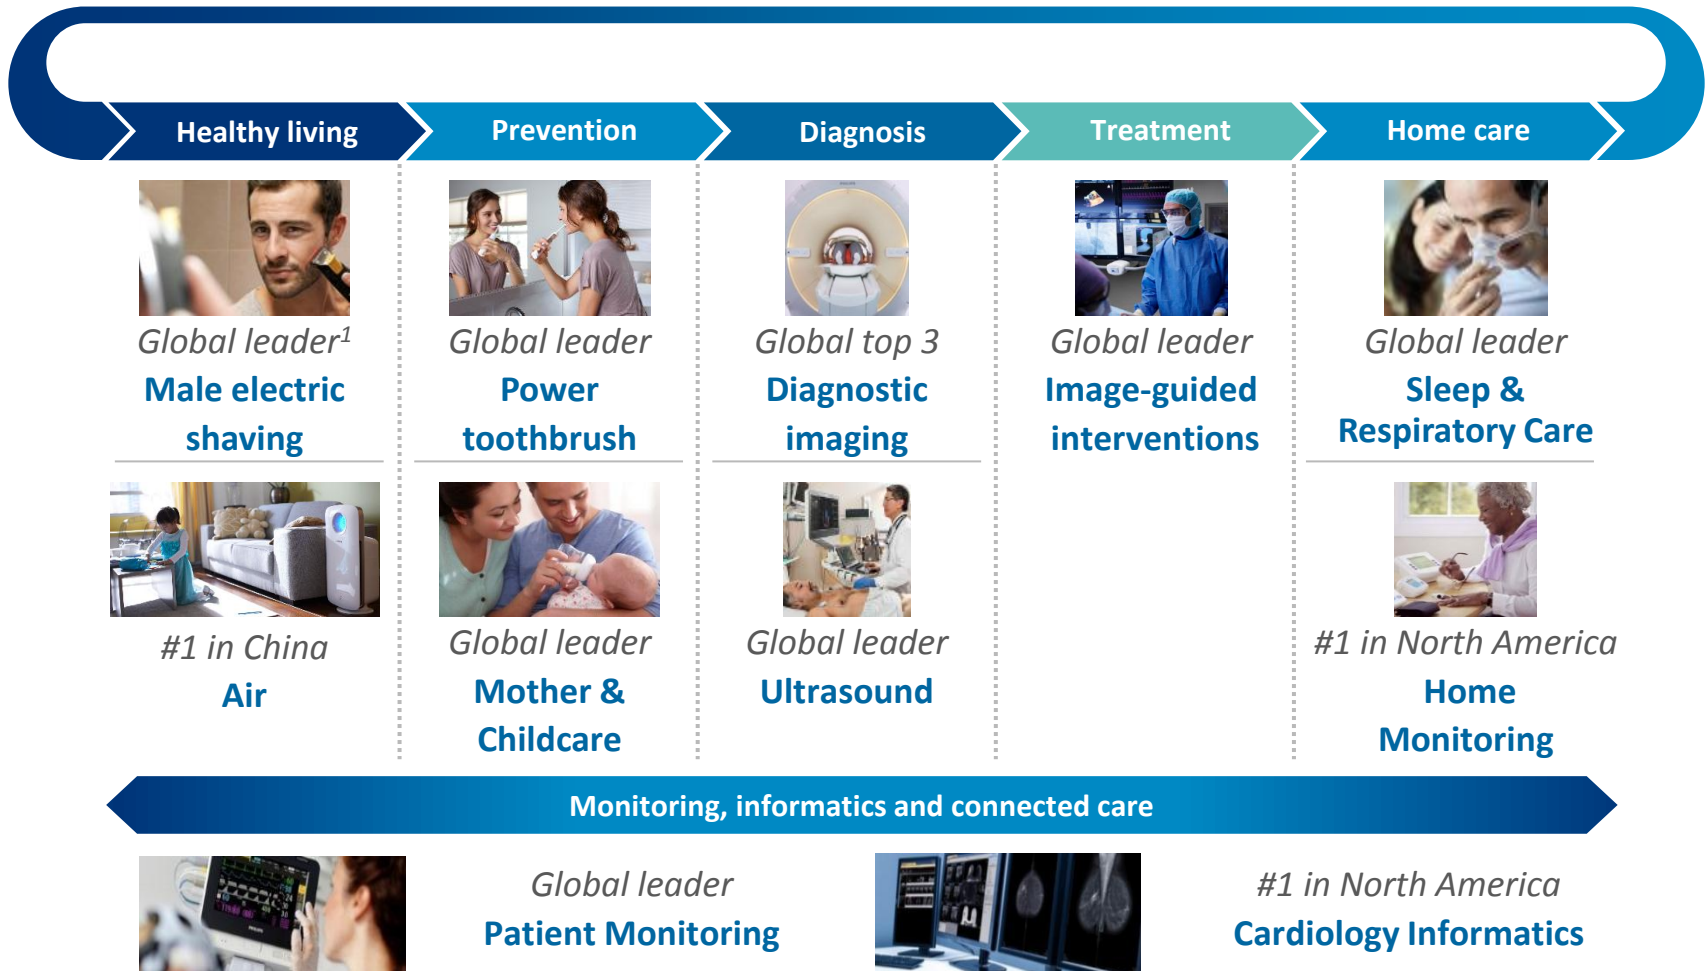 Healthy living
Prevention
Diagnosis
Treatment
Home care
Global leader1
Male electric
shaving
Global leader
Power
toothbrush
Global top 3
Diagnostic
imaging
Global leader
Image-guided
interventions
Global leader
Sleep &
Respiratory Care
#1 in China
Air
Global leader
Mother &
Childcare
Global leader
Ultrasound
#1 in North America
Home
Monitoring
Monitoring, informatics and connected care
Global leader
Patient Monitoring
#1 in North America
Cardiology Informatics